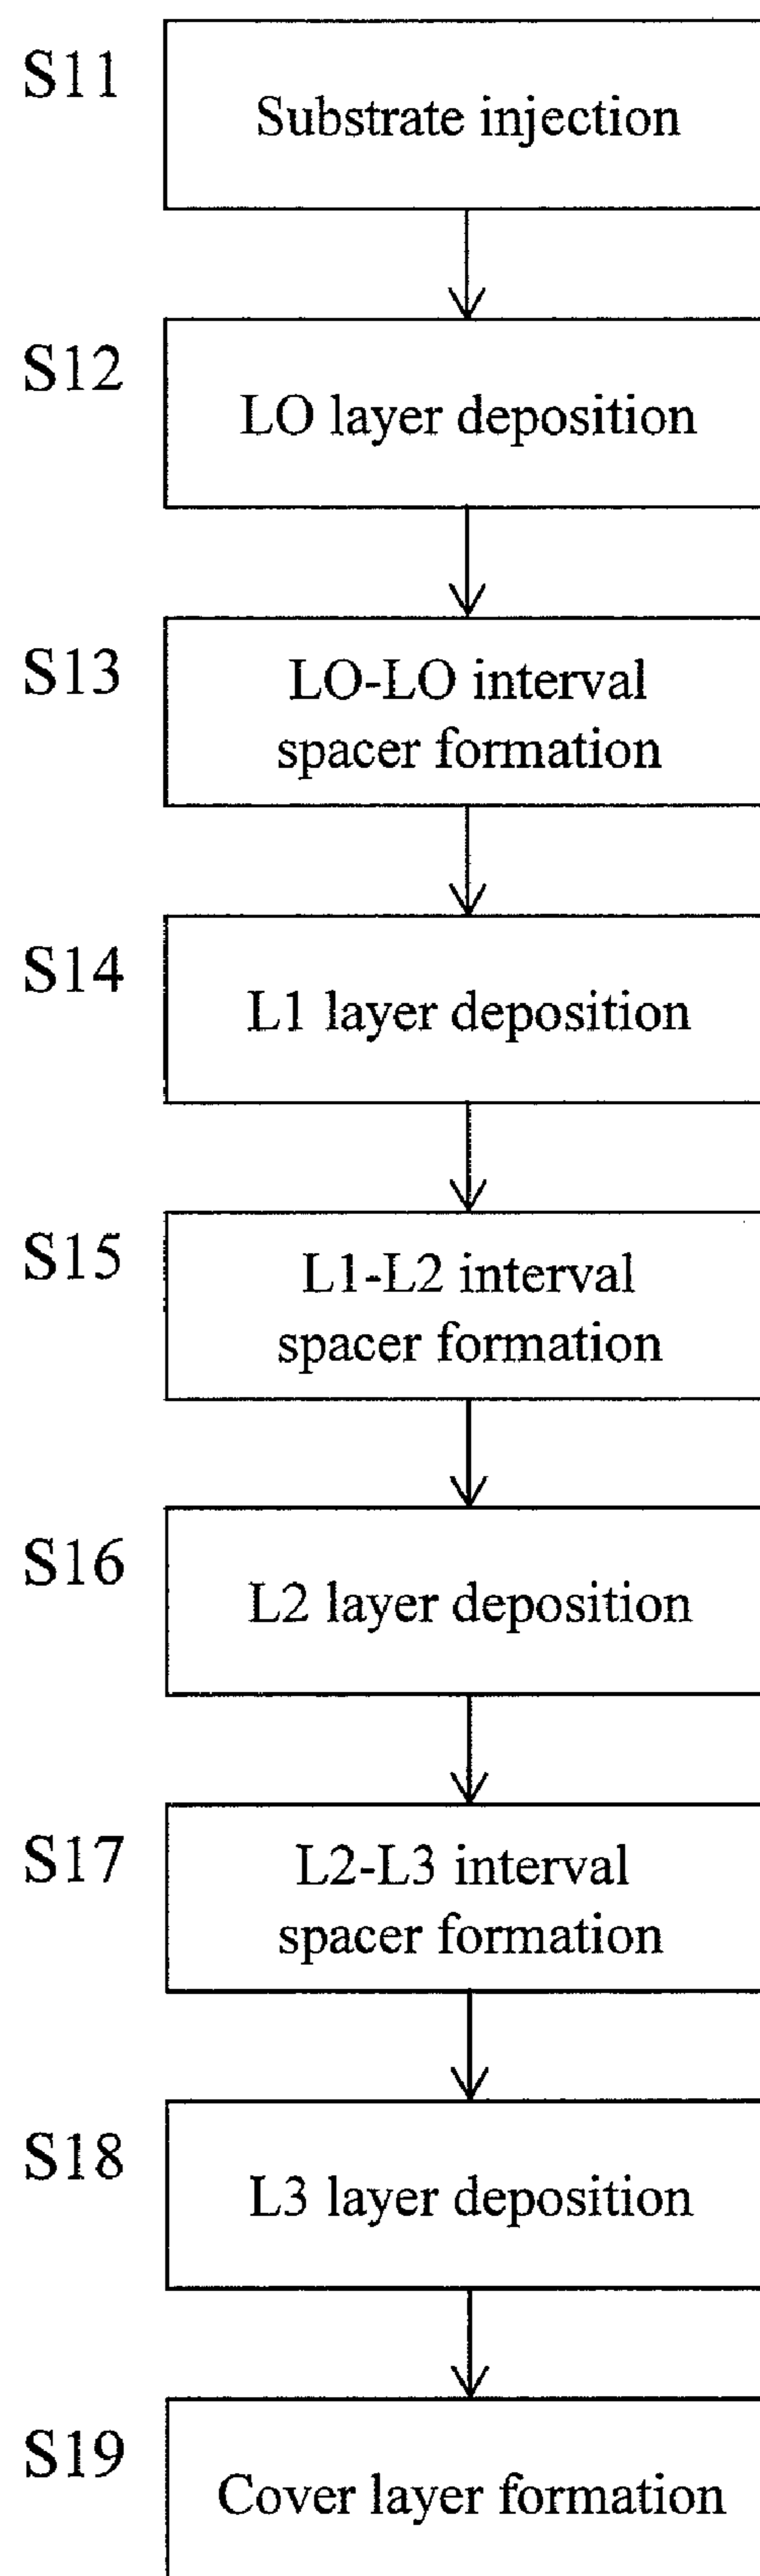 S11
Substrate injection
S12
LO layer deposition
S13
LO-LO interval
spacer formation
S14
L1 layer deposition
S15
L1-L2 interval
spacer formation
S16
L2 layer deposition
S17
L2-L3 interval
spacer formation
S18
L3 layer deposition
S19
Cover layer formation